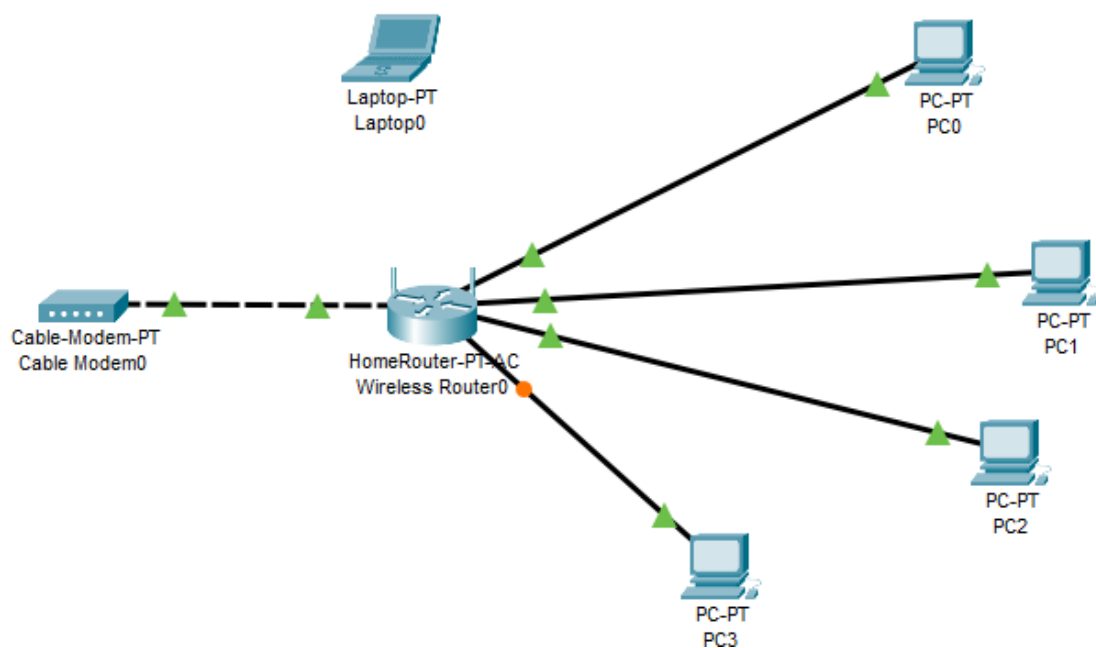 Laptop-PT
Laptop0
PC-PT
PC0
PC-PT
PC1
Cable-Modem-PT
Cable Modem0
HomeRouter-PT-AC
Wireless Router0
PC-PT
PC2
PC-PT
PC3